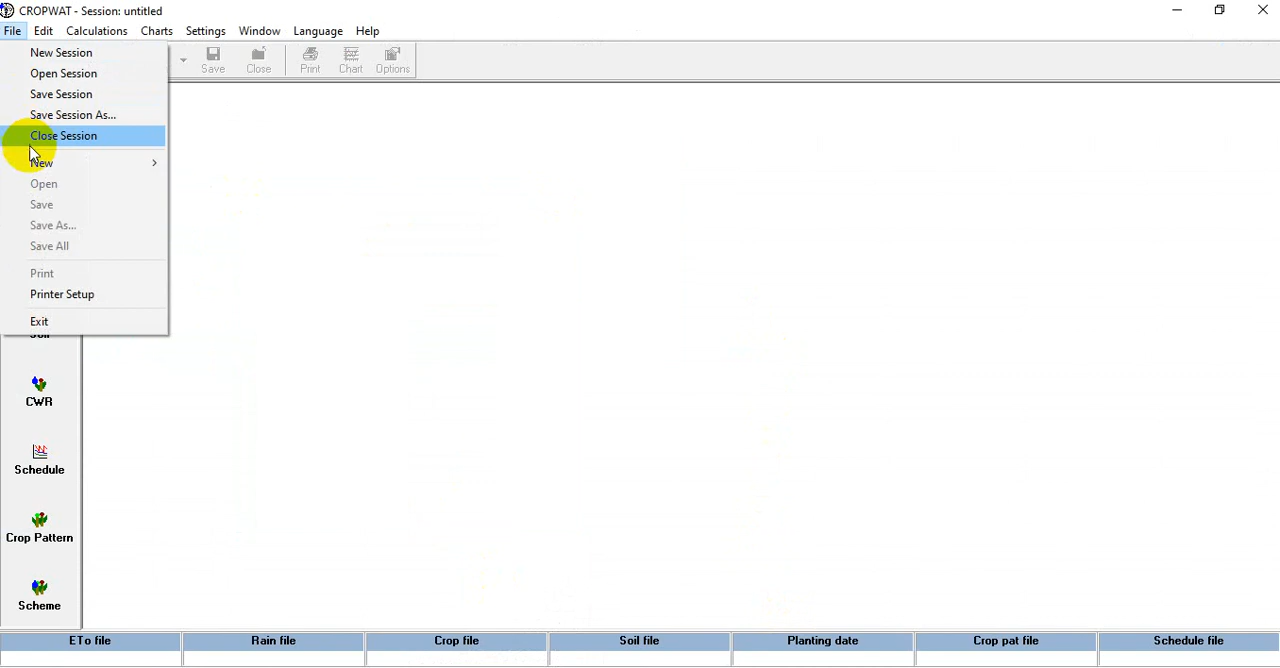 CROPWAT - Session: untitled
File Edit Calculations Charts Settings Window Language Help
New Session
Open Session
Save Session
Save Session As...
Close Session
New
Open
Save
Save As...
Save All
Print
Printer Setup
Exit
Save Close Print Chart Options
Soil
CWR
Schedule
Crop Pattern
Scheme
ETo file Rain file Crop file Soil file Planting date Crop pat file Schedule file